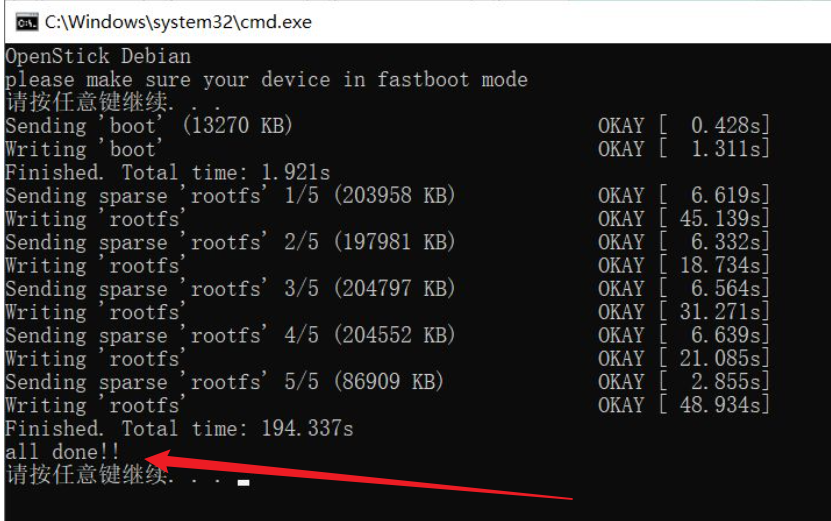 C:\Windows\system32\cmd.exe
OpenStick Debian
please make sure your device in fastboot mode
请按任意键继续. . .
Sending 'boot' (13270 KB) OKAY [ 0.428s]
Writing 'boot' OKAY [ 1.311s]
Finished. Total time: 1.921s
Sending sparse 'rootfs' 1/5 (203958 KB) OKAY [ 6.619s]
Writing 'rootfs' OKAY [ 45.139s]
Sending sparse 'rootfs' 2/5 (197981 KB) OKAY [ 6.332s]
Writing 'rootfs' OKAY [ 18.734s]
Sending sparse 'rootfs' 3/5 (204797 KB) OKAY [ 6.564s]
Writing 'rootfs' OKAY [ 31.271s]
Sending sparse 'rootfs' 4/5 (204552 KB) OKAY [ 6.639s]
Writing 'rootfs' OKAY [ 21.085s]
Sending sparse 'rootfs' 5/5 (86909 KB) OKAY [ 2.855s]
Writing 'rootfs' OKAY [ 48.934s]
Finished. Total time: 194.337s
all done!!
请按任意键继续. . .